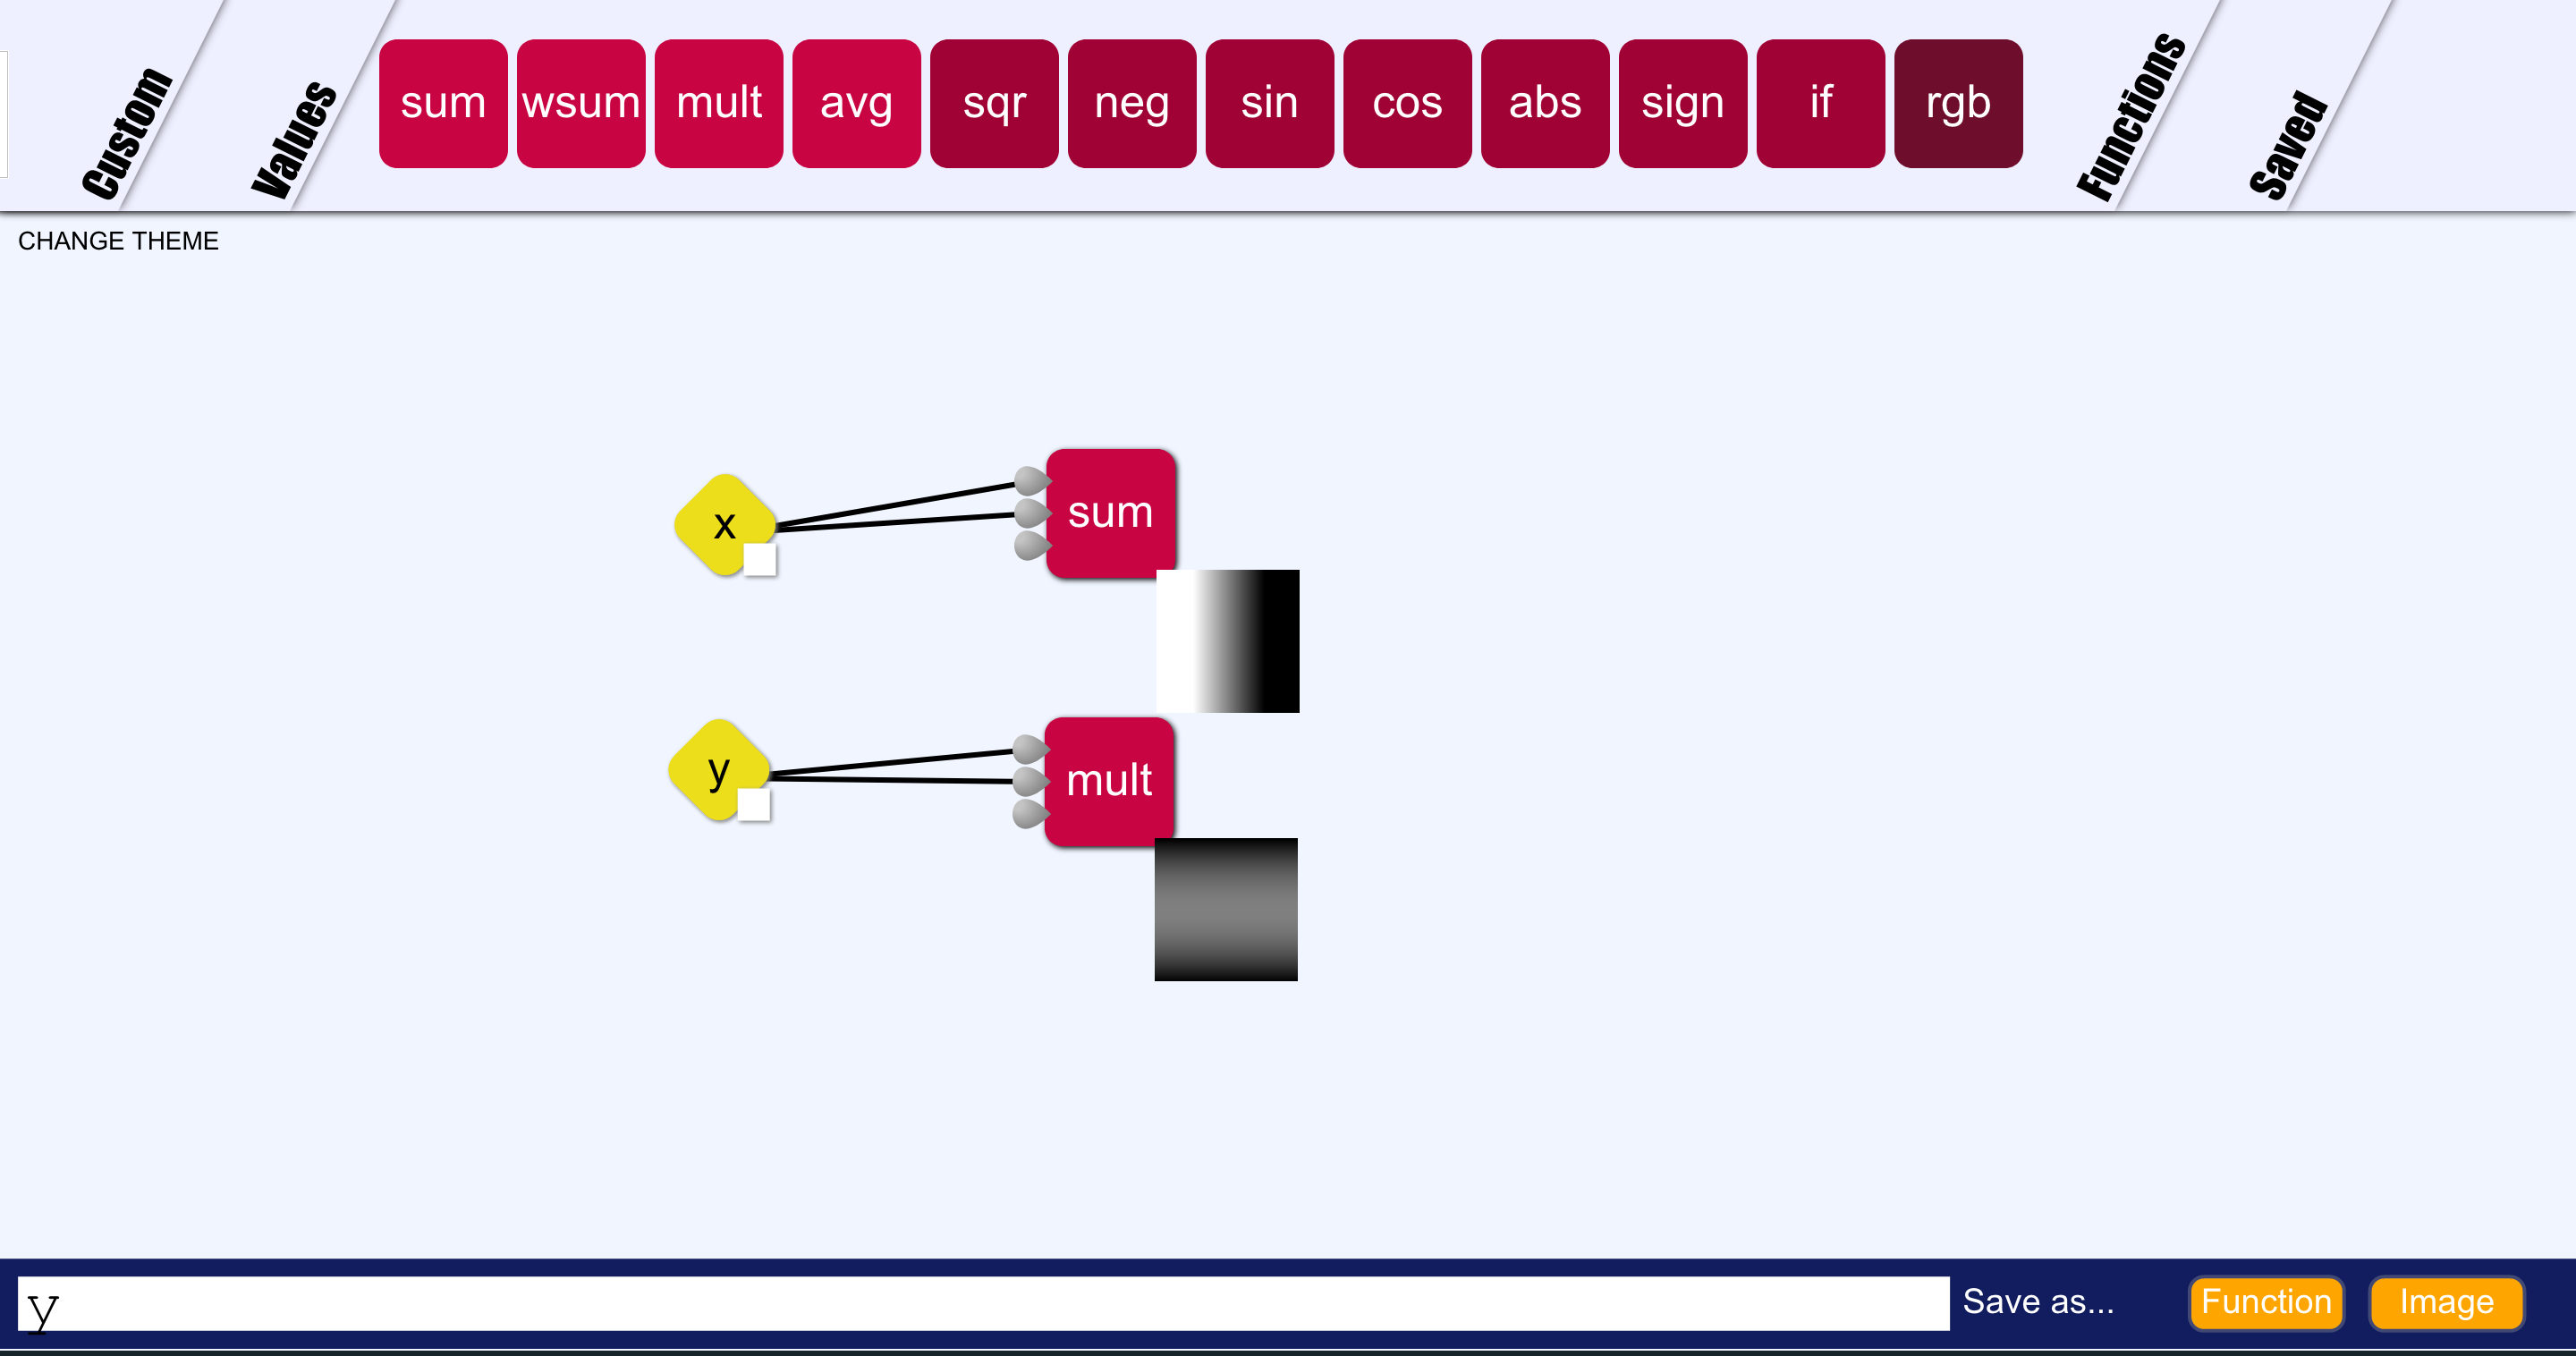 Custom
Values
sum wsum mult avg sqr neg sin cos abs sign if rgb
Functions
Saved
CHANGE THEME
x
sum
y
mult
y
Save as...
Function
Image